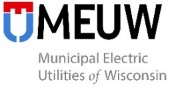 MEUW
Municipal Electric
Utilities of Wisconsin